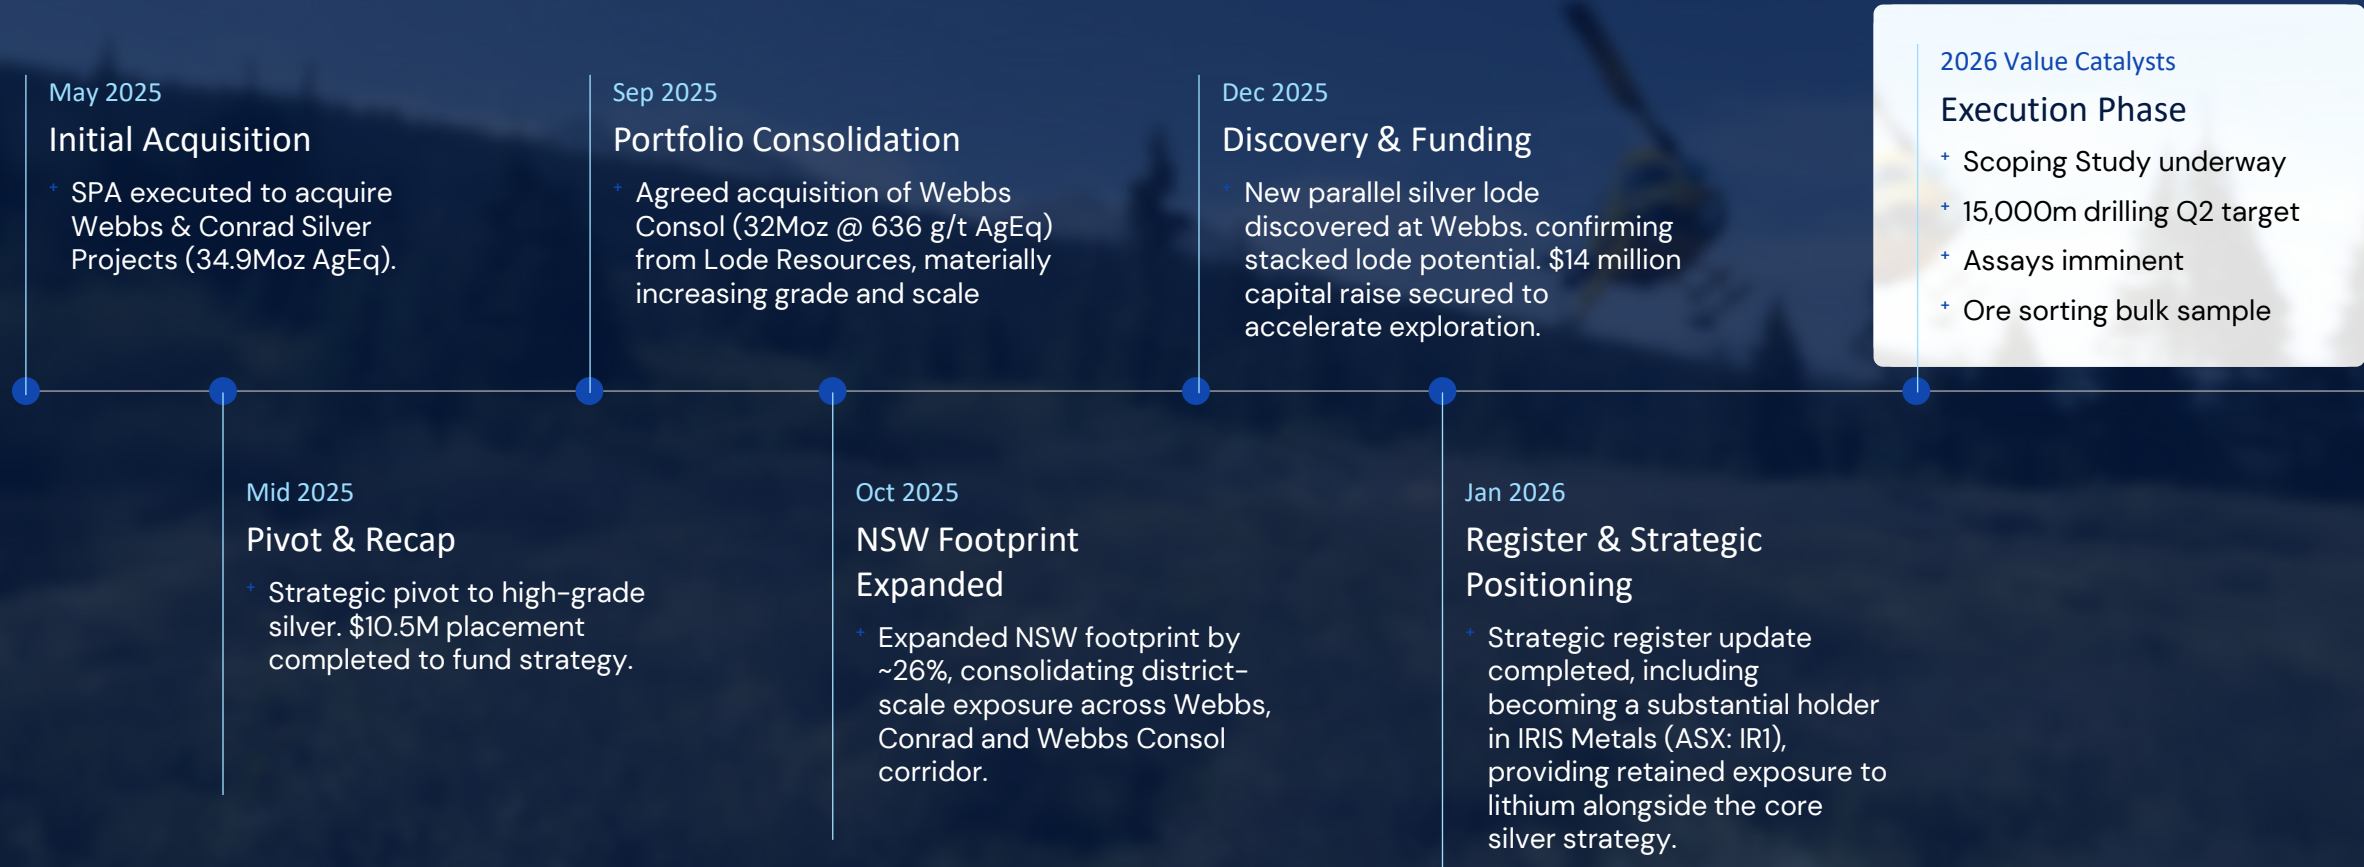 May 2025
Initial Acquisition
+ SPA executed to acquire
Webbs & Conrad Silver
Projects (34.9Moz AgEq).
Mid 2025
Pivot & Recap
+ Strategic pivot to high-grade
silver. $10.5M placement
completed to fund strategy.
Sep 2025
Portfolio Consolidation
+ Agreed acquisition of Webbs
Consol (32Moz @ 636 g/t AgEq)
from Lode Resources, materially
increasing grade and scale
Oct 2025
NSW Footprint
Expanded
+ Expanded NSW footprint by
~26%, consolidating district-
scale exposure across Webbs,
Conrad and Webbs Consol
corridor.
Dec 2025
Discovery & Funding
+ New parallel silver lode
discovered at Webbs. confirming
stacked lode potential. $14 million
capital raise secured to
accelerate exploration.
Jan 2026
Register & Strategic
Positioning
+ Strategic register update
completed, including
becoming a substantial holder
in IRIS Metals (ASX: IR1),
providing retained exposure to
lithium alongside the core
silver strategy.
2026 Value Catalysts
Execution Phase
+ Scoping Study underway
+ 15,000m drilling Q2 target
+ Assays imminent
+ Ore sorting bulk sample